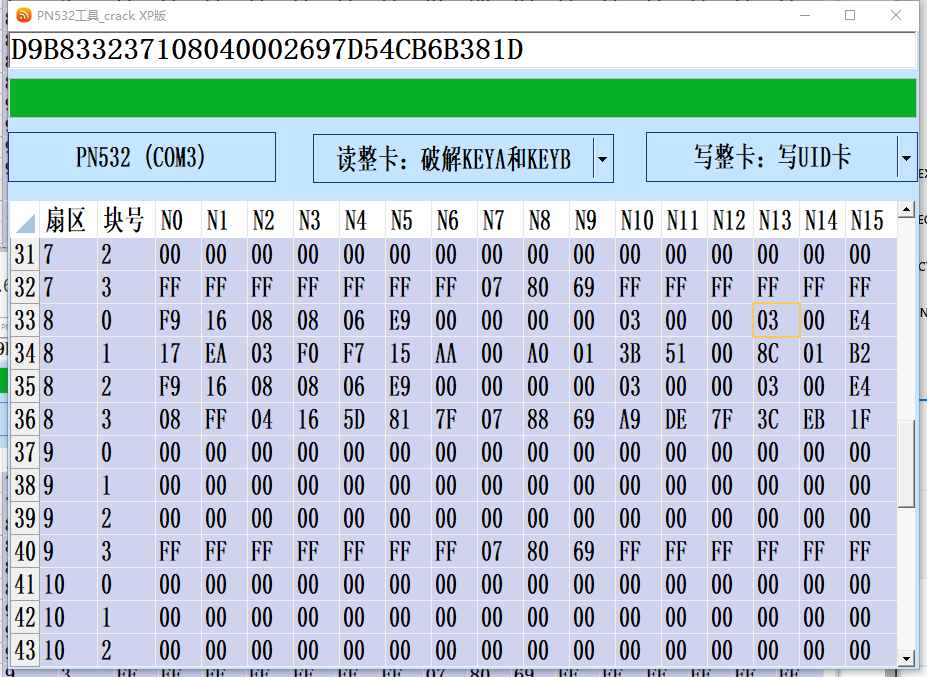 PN532工具_crack XP版
D9B833237108040002697D54CB6B381D
PN532 (COM3) 读整卡：破解KEYA和KEYB 写整卡：写UID卡
扇区 块号 N0 N1 N2 N3 N4 N5 N6 N7 N8 N9 N10 N11 N12 N13 N14 N15
31 7 2 00 00 00 00 00 00 00 00 00 00 00 00 00 00 00 00
32 7 3 FF FF FF FF FF FF FF 07 80 69 FF FF FF FF FF FF
33 8 0 F9 16 08 08 06 E9 00 00 00 00 03 00 00 03 00 E4
34 8 1 17 EA 03 F0 F7 15 AA 00 A0 01 3B 51 00 8C 01 B2
35 8 2 F9 16 08 08 06 E9 00 00 00 00 03 00 00 03 00 E4
36 8 3 08 FF 04 16 5D 81 7F 07 88 69 A9 DE 7F 3C EB 1F
37 9 0 00 00 00 00 00 00 00 00 00 00 00 00 00 00 00 00
38 9 1 00 00 00 00 00 00 00 00 00 00 00 00 00 00 00 00
39 9 2 00 00 00 00 00 00 00 00 00 00 00 00 00 00 00 00
40 9 3 FF FF FF FF FF FF FF 07 80 69 FF FF FF FF FF FF
41 10 0 00 00 00 00 00 00 00 00 00 00 00 00 00 00 00 00
42 10 1 00 00 00 00 00 00 00 00 00 00 00 00 00 00 00 00
43 10 2 00 00 00 00 00 00 00 00 00 00 00 00 00 00 00 00